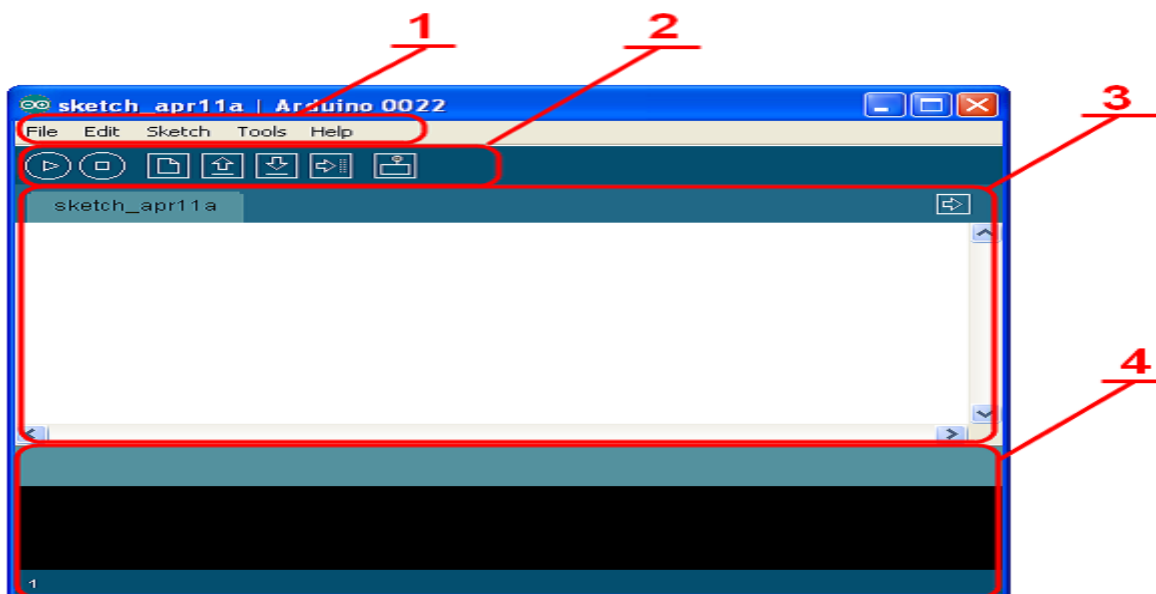 1 2
sketch_apr11a | Arduino 0022
3
File Edit Sketch Tools Help
sketch_apr11a
4
1